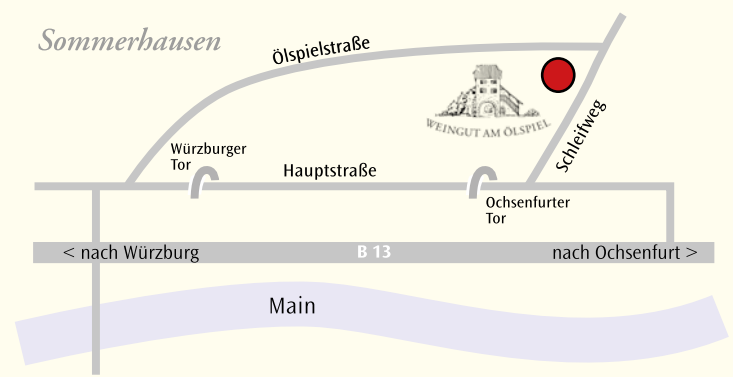 Sommerhausen
Ölspielstraße
WEINGUT AM ÖLSPIEL
Schleifweg
Würzburger
Tor
Hauptstraße
Ochsenfurter
Tor
< nach Würzburg
B 13
nach Ochsenfurt >
Main